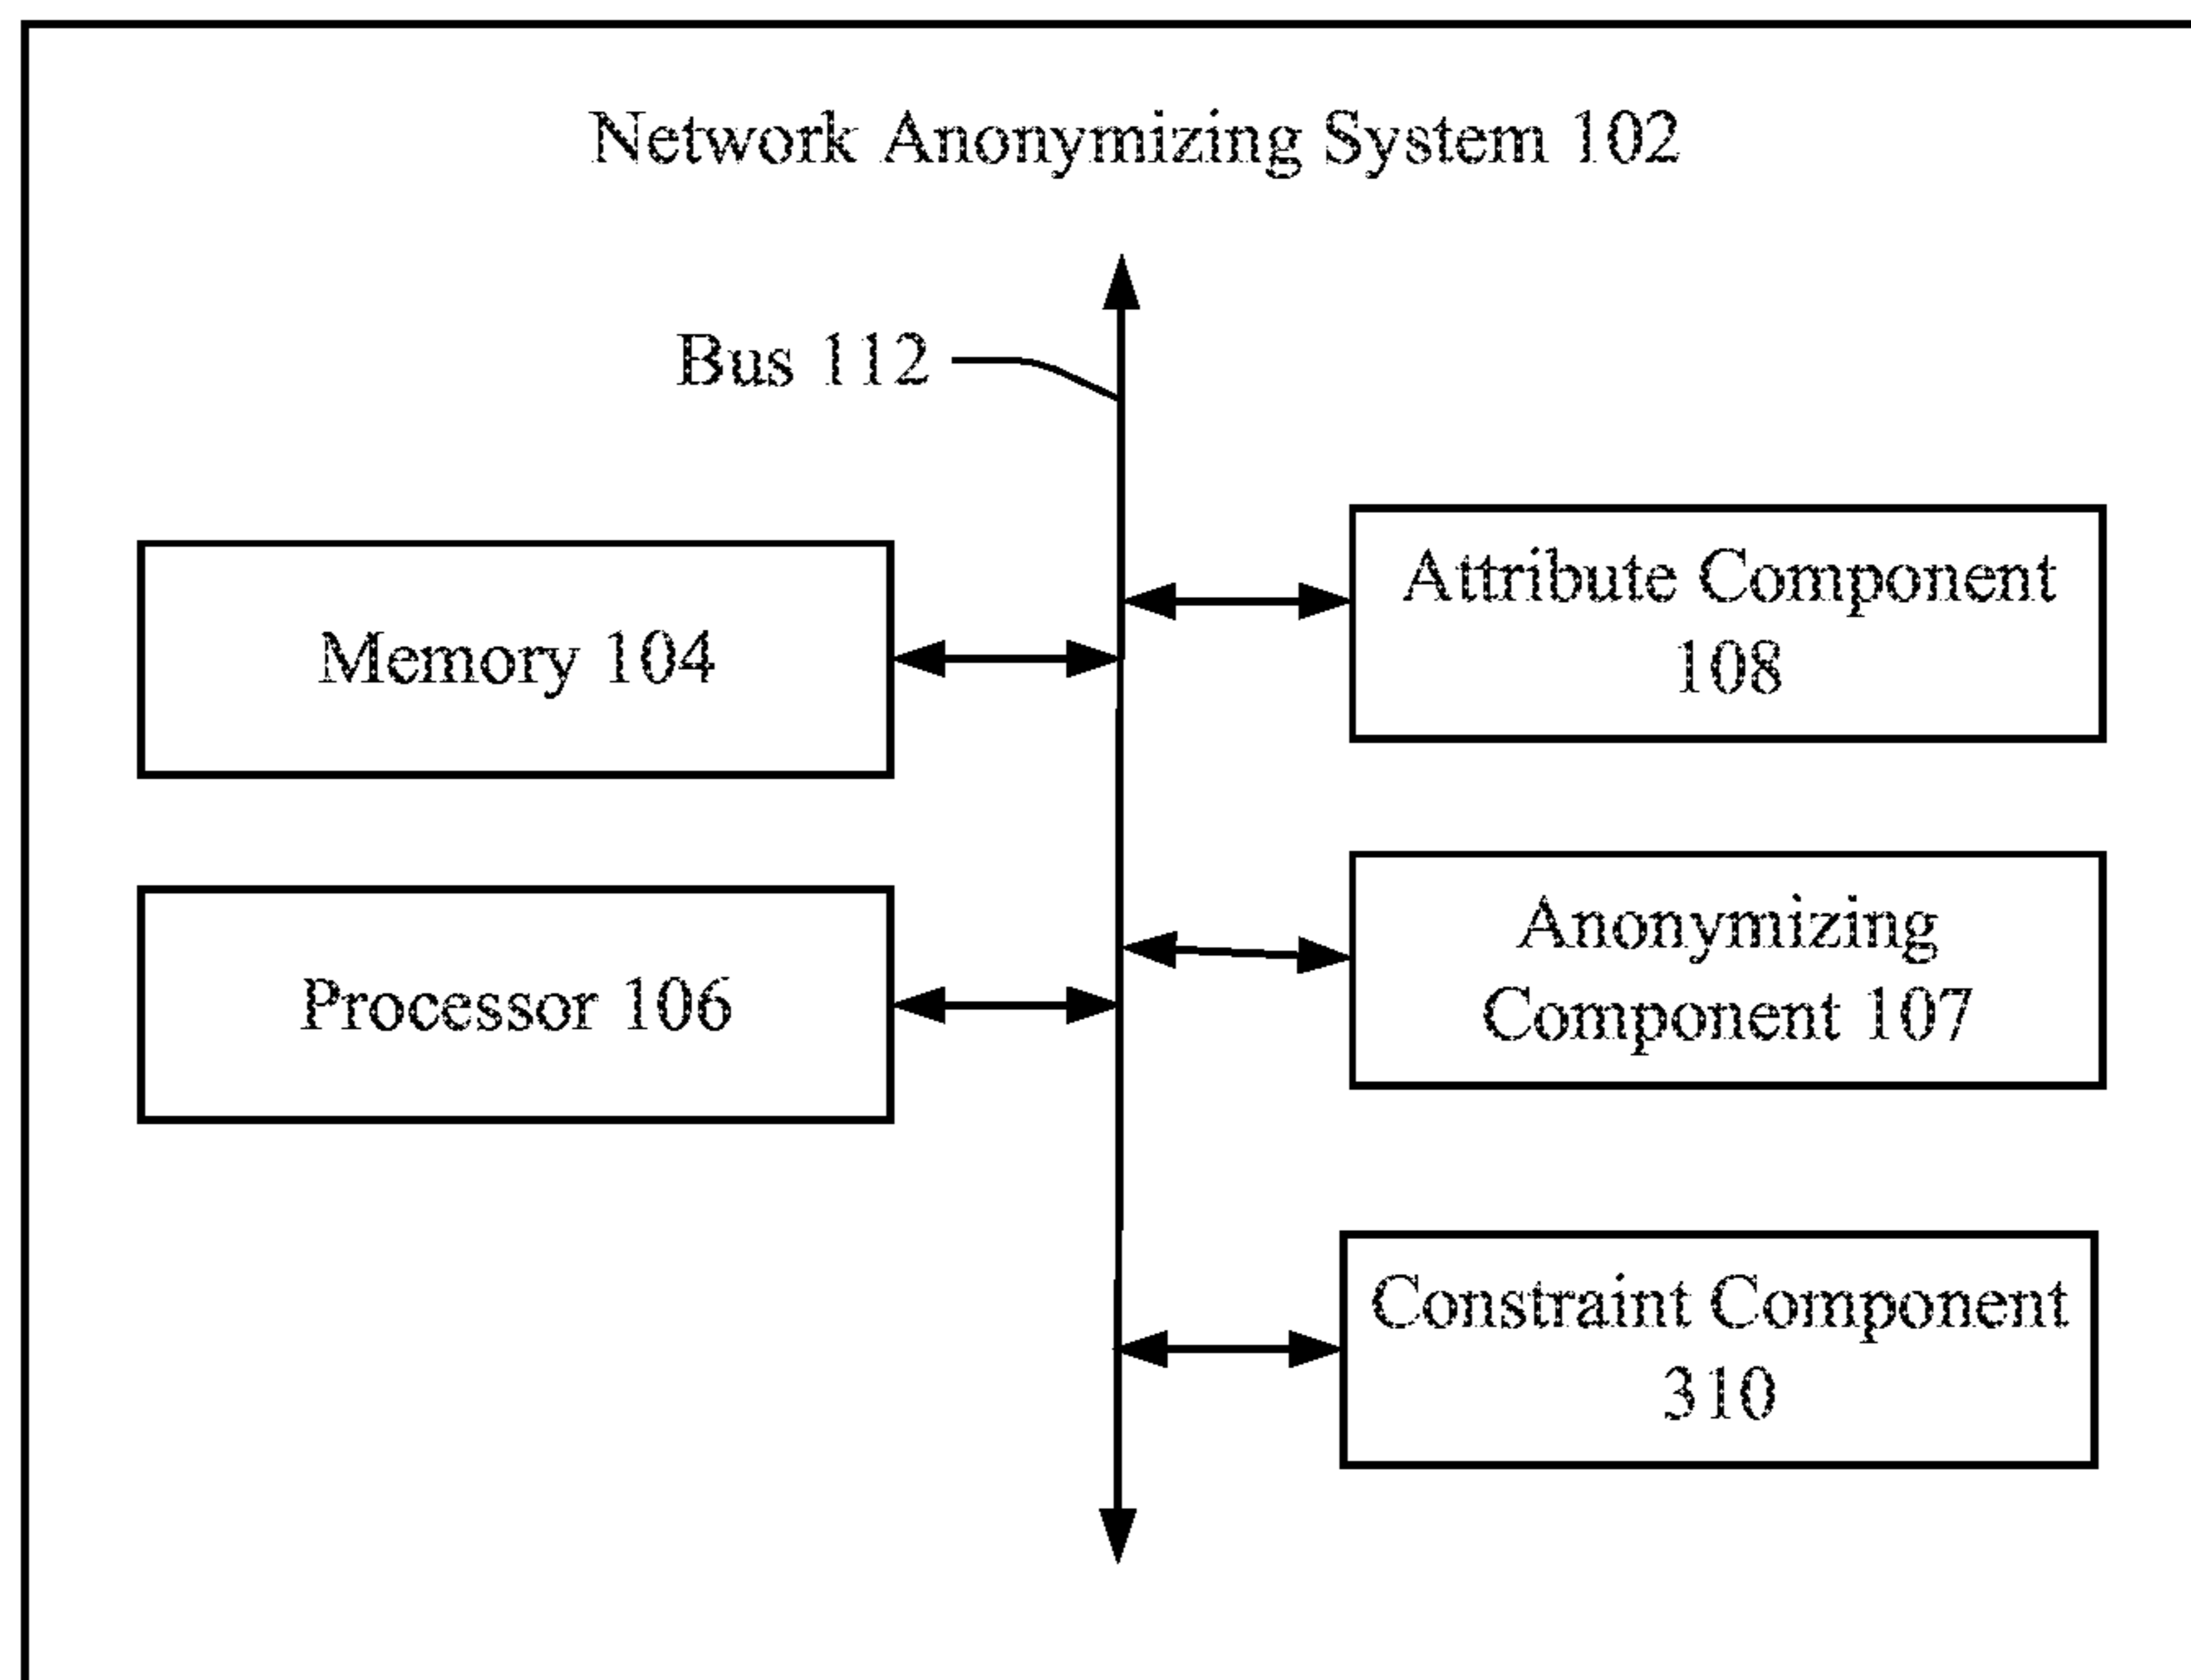 Network Anonymizing System 102
Bus 112
Memory 104
Attribute Component
108
Processor 106
Anonymizing
Component 107
Constraint Component
310